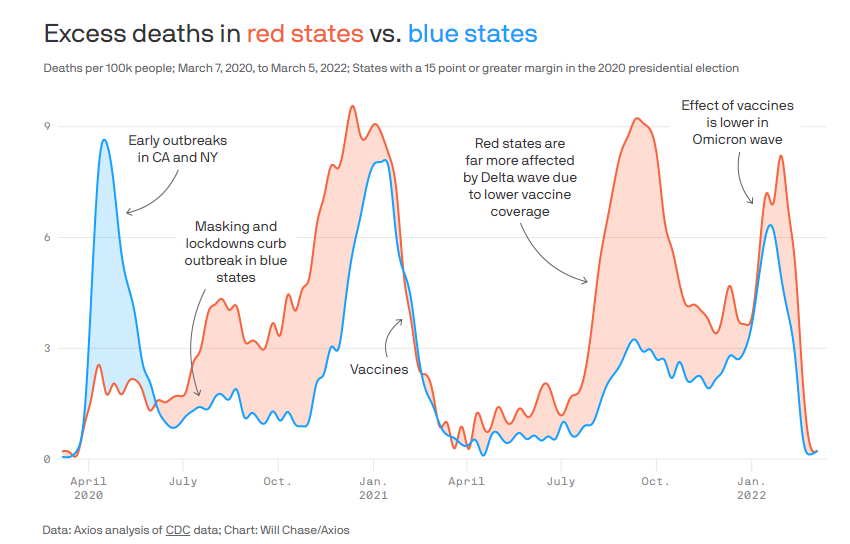 Excess deaths in red states vs. blue states
Deaths per 100k people; March 7, 2020, to March 5, 2022; States with a 15 point or greater margin in the 2020 presidential election
9
6
3
0
Early outbreaks
in CA and NY
Masking and
lockdowns curb
outbreak in blue
states
Vaccines
Red states are
far more affected
by Delta wave due
to lower vaccine
coverage
Effect of vaccines
is lower in
Omicron wave
April
2020
July
Oct.
Jan.
2021
April
July
Oct.
Jan.
2022
Data: Axios analysis of CDC data; Chart: Will Chase/Axios